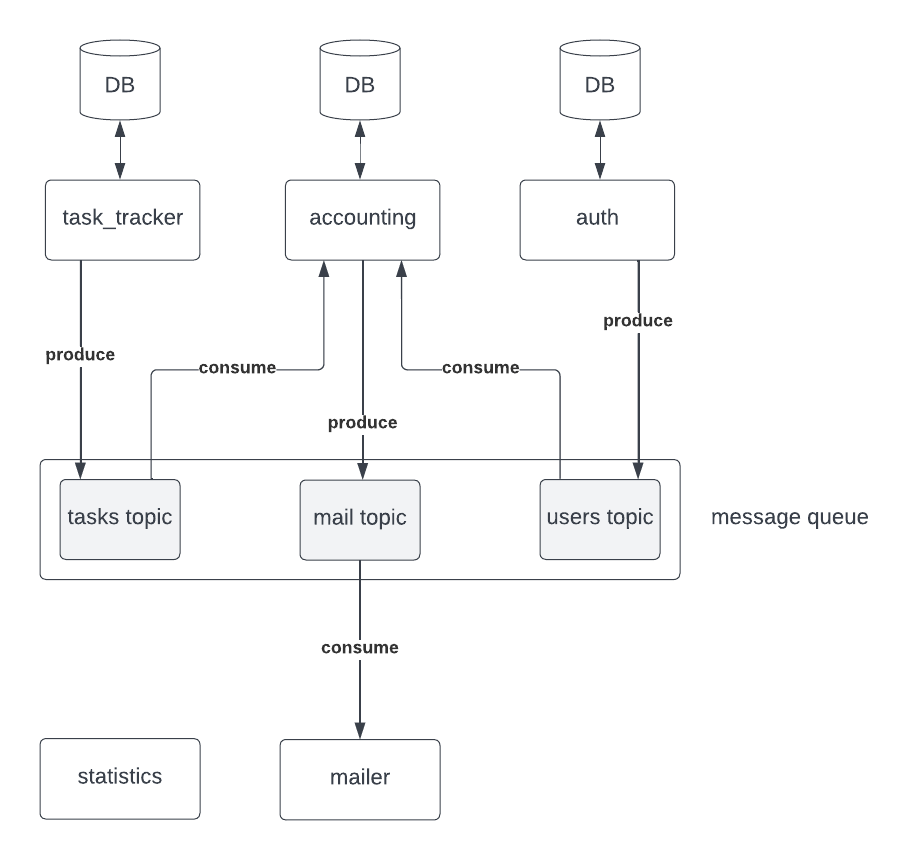 DB
DB
DB
task_tracker
accounting
auth
produce
produce
consume
consume
produce
tasks topic
mail topic
users topic
message queue
consume
statistics
mailer